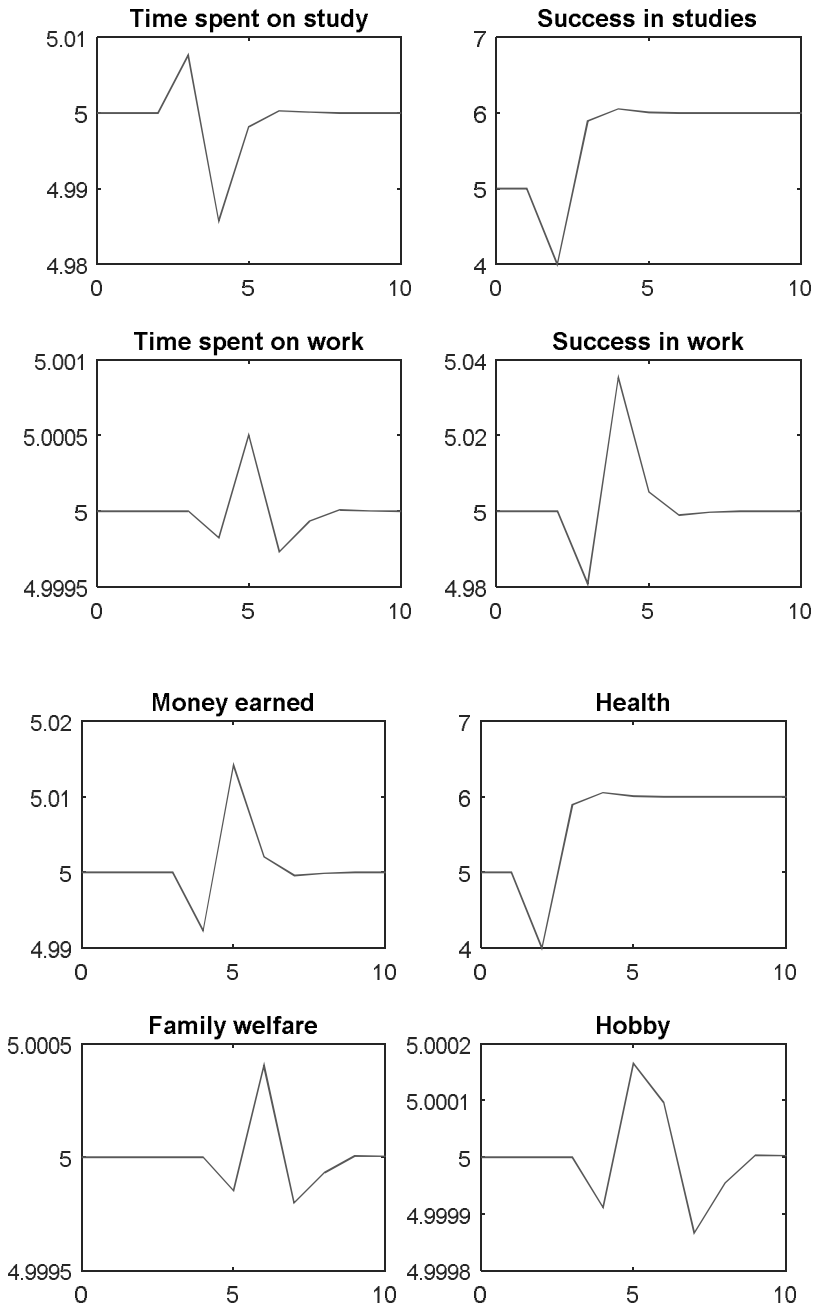 Time spent on study
5.01
5
4.99
4.98
0 5 10
Success in studies
7
6
5
4
0 5 10
Time spent on work
5.001
5.0005
5
4.9995
0 5 10
Success in work
5.04
5.02
5
4.98
0 5 10
Money earned
5.02
5.01
5
4.99
0 5 10
Health
7
6
5
4
0 5 10
Family welfare
5.0005
5
4.9995
0 5 10
Hobby
5.0002
5.0001
5
4.9999
4.9998
0 5 10